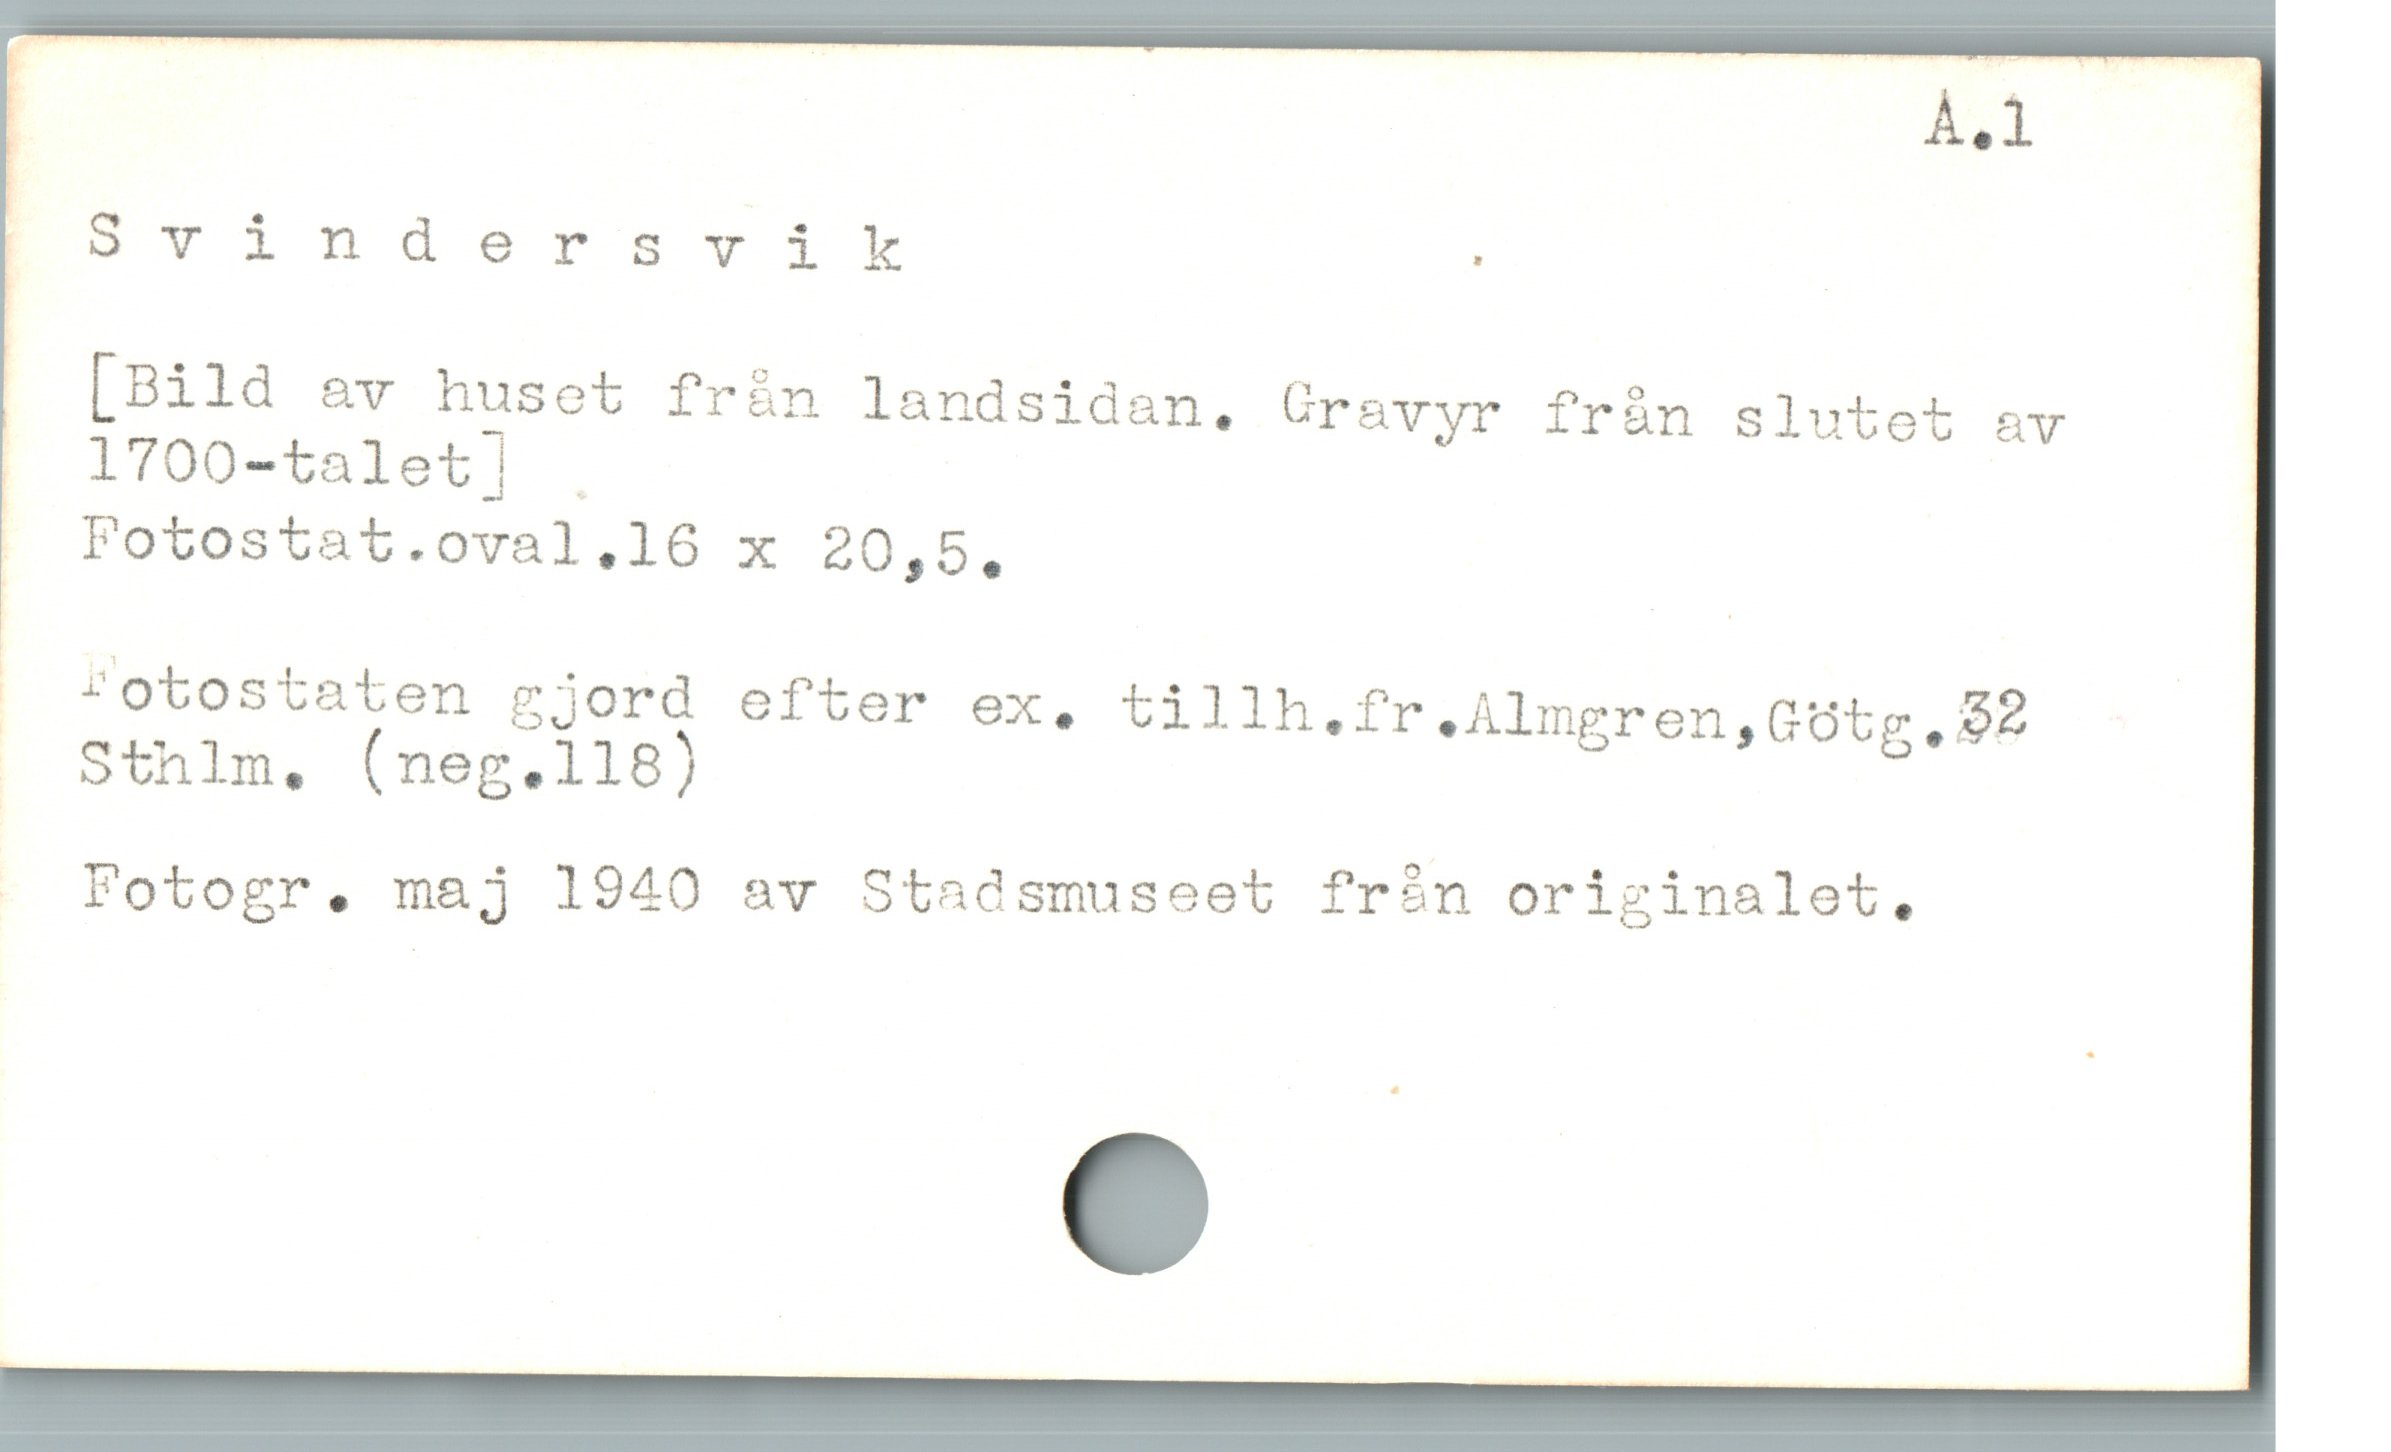 A.1
S v i n d e r s v i k
[Bild av huset från landsidan. Gravyr från slutet av
1700-talet]
Fotostat.oval.16 x 20,5.
Fotostaten gjord efter ex. tillh.fr.Almgren,Götg.32
Sthlm. (neg.118)
Fotogr. maj 1940 av Stadsmuseet från originalet.